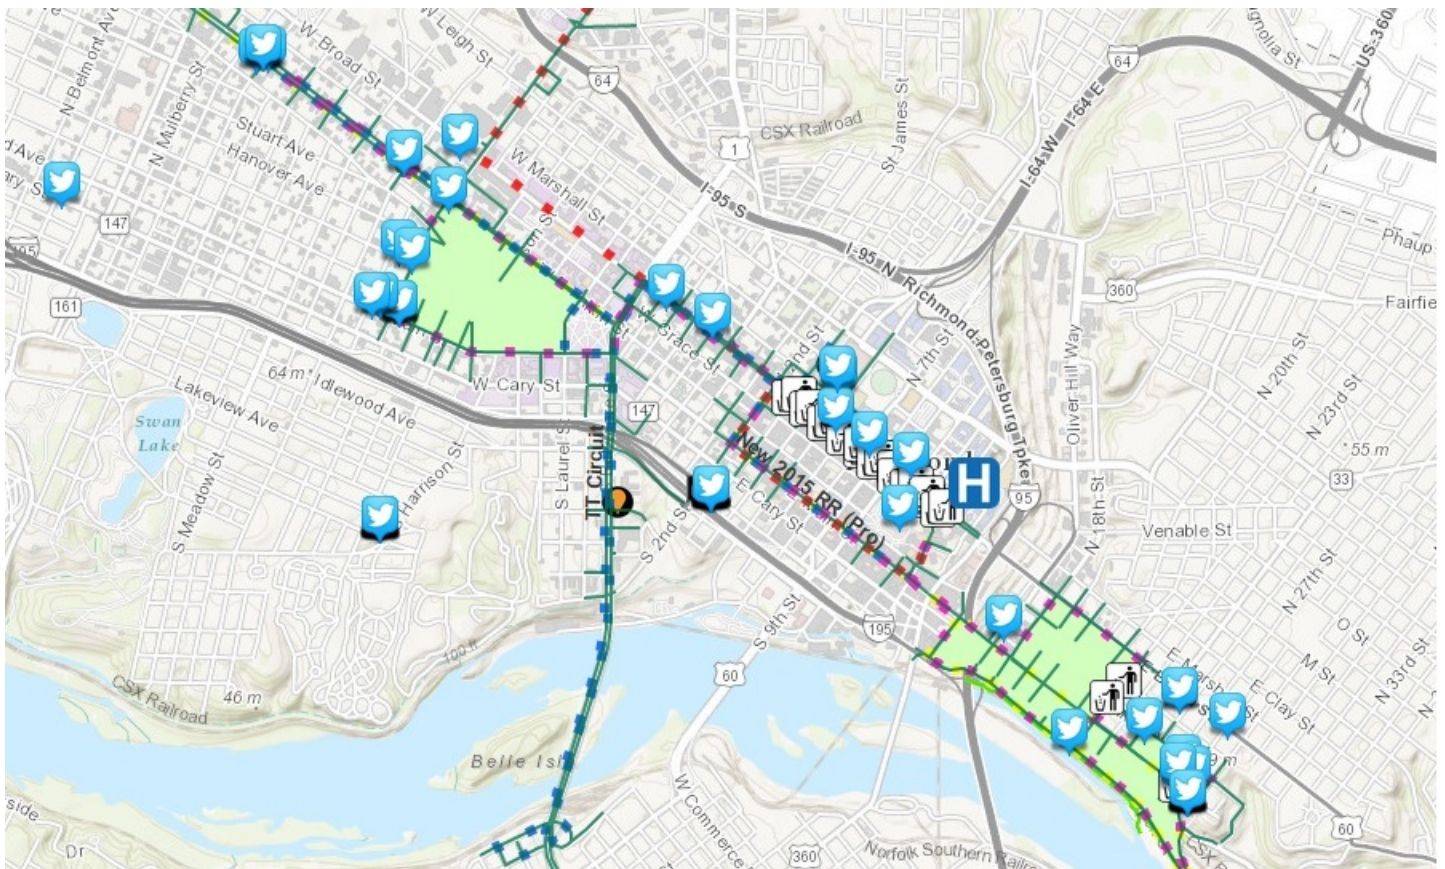 N Belmont Ave
N Mulberry St
W Broad St
W Leigh St
64
CSX Railroad
1
St James St
I-64 W
I-64 E
64
US-360
Stuart Ave
Hanover Ave
W Marshall St
I-95 S
I-95 N
Richmond-Petersburg Tpke
147
195
161
360
Phaup
Fairfie
Grace St
2nd St
N 7th St
Oliver Hill Way
N 20th St
N 23rd St
64 m
Idlewood Ave
Lakeview Ave
W Cary St
147
Swan
Lake
S Harrison St
S Meadow St
S Laurel St
TT Circuit
New 2015 RR (Pro)
E Cary St
S 2nd St
H
95
N 18th St
55 m
33
Venable St
N 27th St
O St
M St
N 33rd St
S 9th St
195
60
100 ft
CSX Railroad
46 m
Belle Isl
E Marshall St
E Clay St
W Commerce
side
Dr
360
Norfolk Southern Railro
60
CSX R